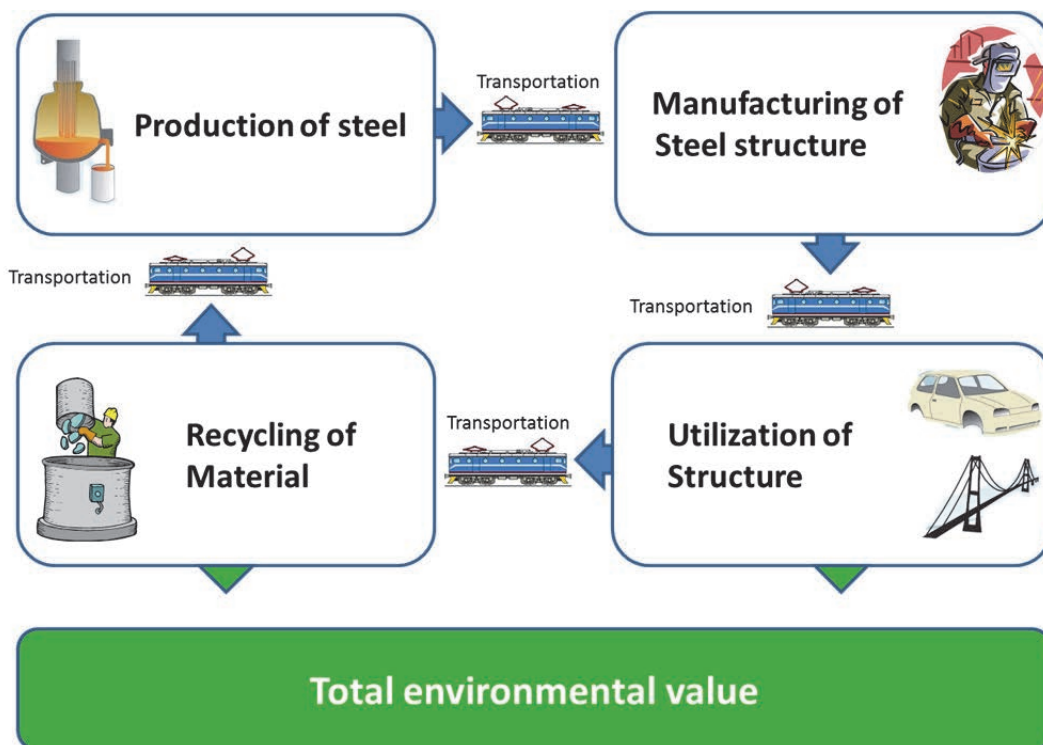 Production of steel
Transportation
Manufacturing of
Steel structure
Transportation
Transportation
Recycling of
Material
Transportation
Utilization of
Structure
Total environmental value